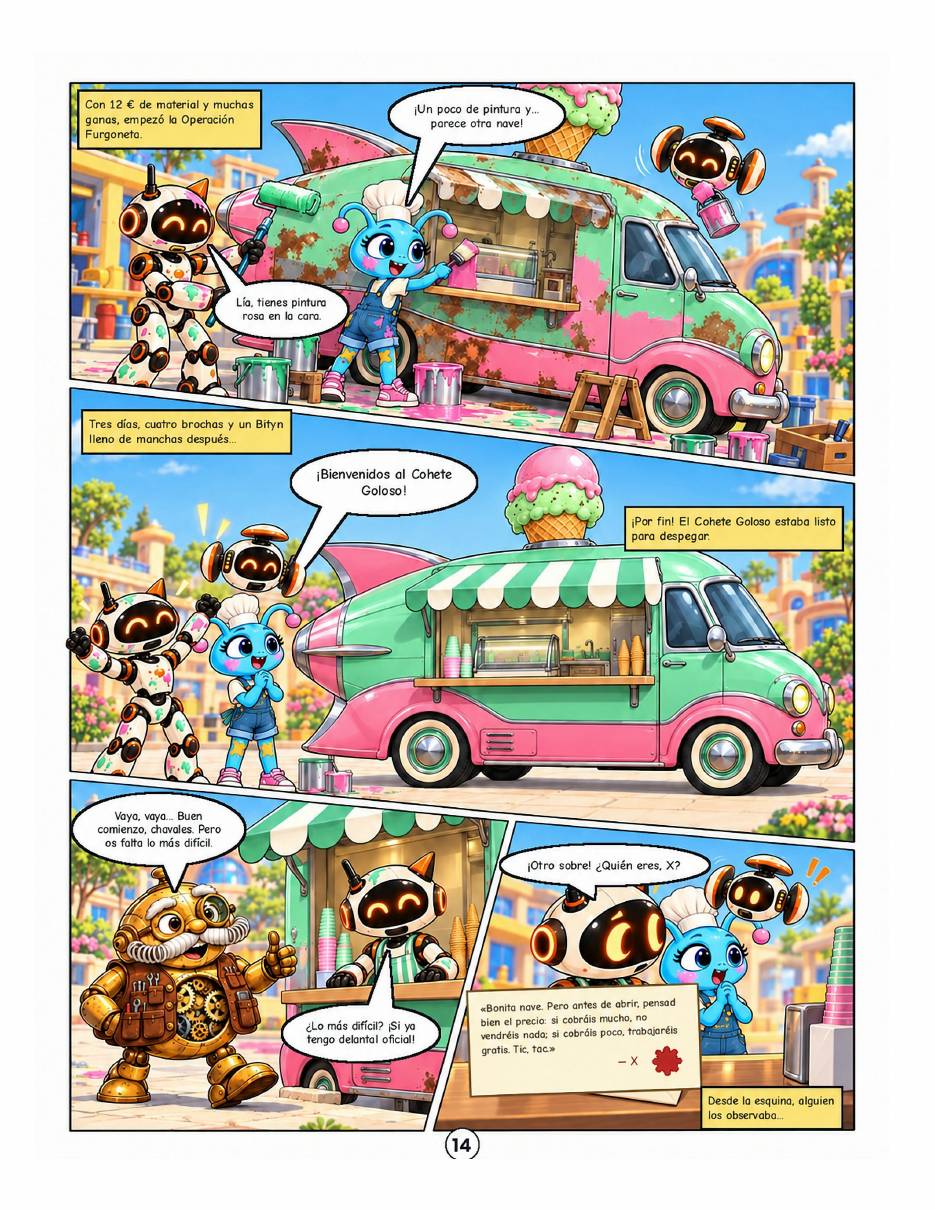 Con 12 € de material y muchas
ganas, empezó la Operación
Furgoneta.
¡Un poco de pintura y...
parece otra nave!
Lía, tienes pintura
rosa en la cara.
Tres días, cuatro brochas y un Bityn
lleno de manchas después...
¡Bienvenidos al Cohete
Goloso!
¡Por fin! El Cohete Goloso estaba listo
para despegar.
Vaya, vaya... Buen
comienzo, chavales. Pero
os falta lo más difícil.
¿Lo más difícil? ¡Si ya
tengo delantal oficial!
¡Otro sobre! ¿Quién eres, X?
«Bonita nave. Pero antes de abrir, pensad
bien el precio: si cobráis mucho, no
vendréis nada; si cobráis poco, trabajaréis
gratis. Tic, tac.»
– X
Desde la esquina, alguien
los observaba...
14